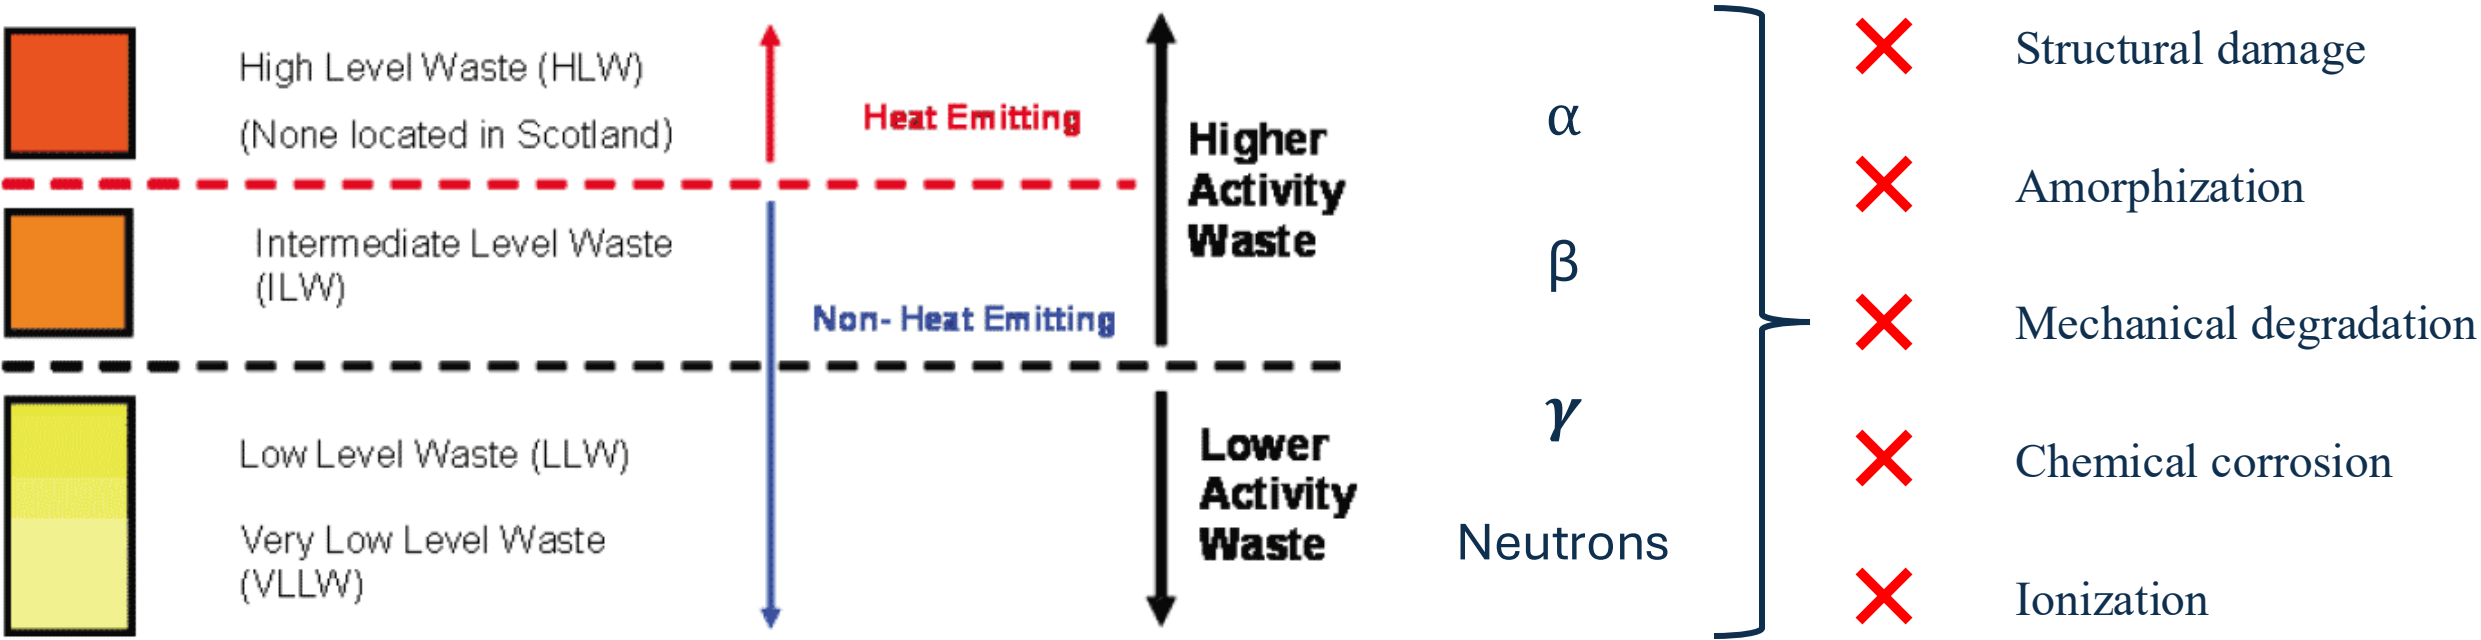 High Level Waste (HLW)
(None located in Scotland)
Heat Emitting
Higher
Activity
Waste
Intermediate Level Waste
(ILW)
Non- Heat Emitting
Low Level Waste (LLW)
Very Low Level Waste
(VLLW)
Lower
Activity
Waste
α
β
γ
Neutrons
Structural damage
Amorphization
Mechanical degradation
Chemical corrosion
Ionization